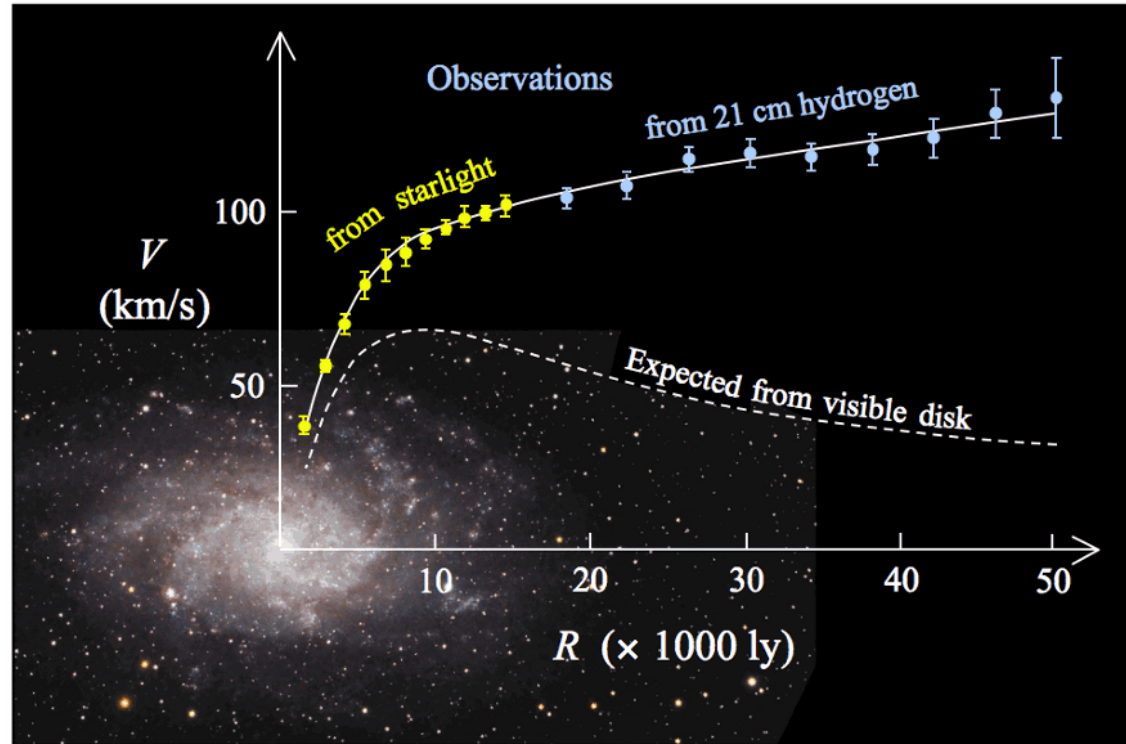 Observations
from 21 cm hydrogen
from starlight
100
V
(km/s)
50
Expected from visible disk
10 20 30 40 50
R (× 1000 ly)